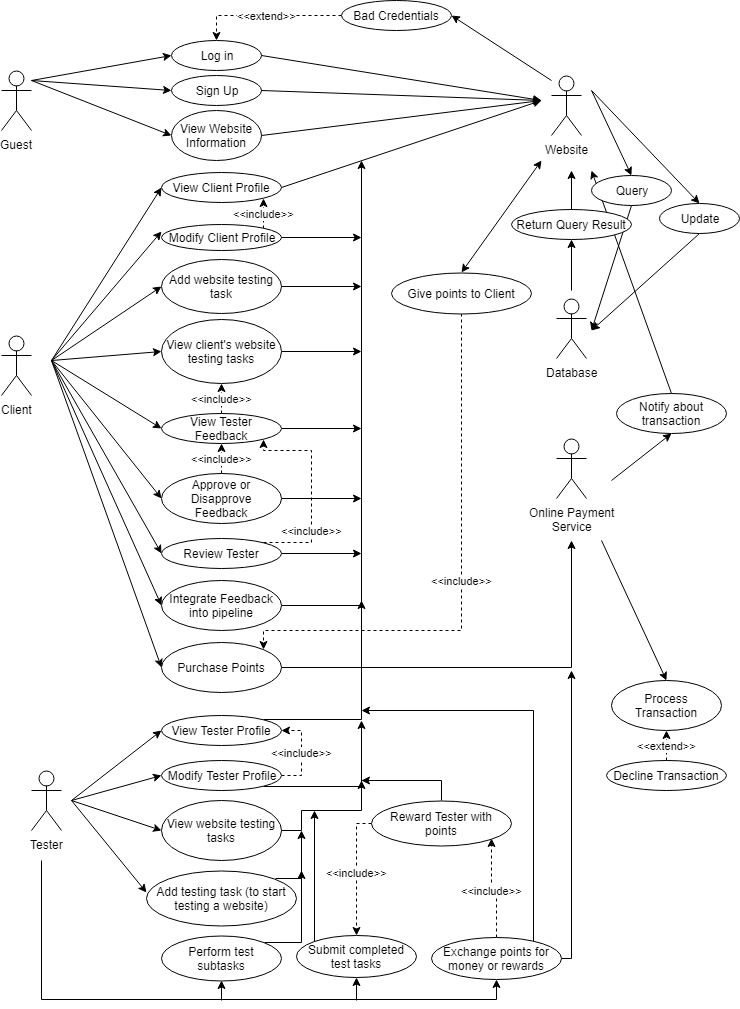 <<extend>>
Bad Credentials
Log in
Sign Up
View Website
Information
Guest
Website
View Client Profile
<<include>>
Modify Client Profile
Query
Update
Return Query Result
Add website testing
task
Give points to Client
View client's website
testing tasks
Database
Client
<<include>>
View Tester
Feedback
Notify about
transaction
<<include>>
Approve or
Disapprove
Feedback
Online Payment
Service
<<include>>
Review Tester
<<include>>
Integrate Feedback
into pipeline
Purchase Points
Process
Transaction
View Tester Profile
<<include>>
<<extend>>
Modify Tester Profile
Decline Transaction
View website testing
tasks
Reward Tester with
points
Tester
<<include>>
Add testing task (to start
testing a website)
<<include>>
Perform test
subtasks
Submit completed
test tasks
Exchange points for
money or rewards